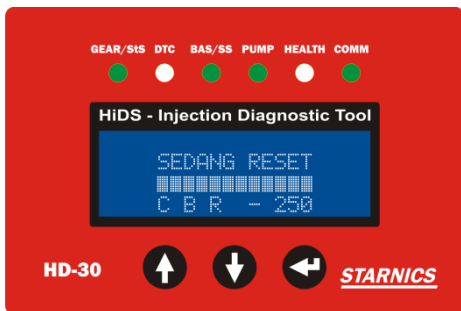 GEAR/StS DTC BAS/SS PUMP HEALTH COMM
HiDS - Injection Diagnostic Tool
SEDANG RESET
C B R - 250
HD-30
STARNICS